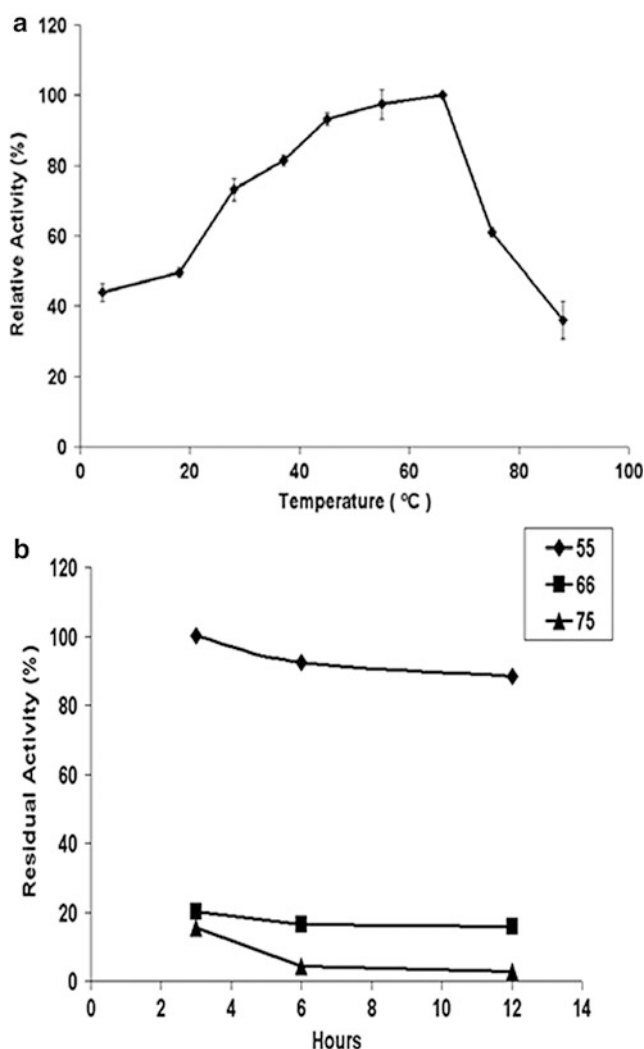 a
120
100
80
60
40
20
0
Relative Activity (%)
0 20 40 60 80 100
Temperature ( ºC )
b
55
66
75
120
100
80
60
40
20
0
Residual Activity (%)
0 2 4 6 8 10 12 14
Hours